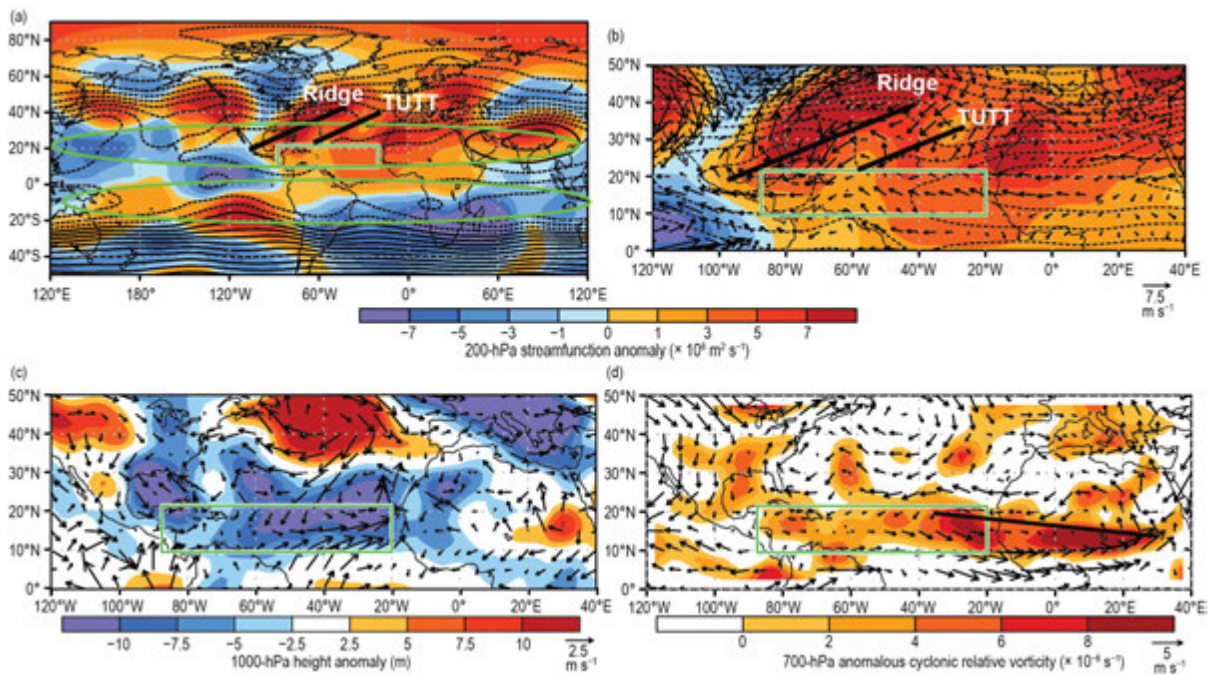 (a)
80°N
60°N
40°N
20°N
0°
20°S
40°S
Ridge
TUTT
120°E 180° 120°W 60°W 0° 60°E 120°E
(b)
50°N
40°N
30°N
20°N
10°N
0°
Ridge
TUTT
120°W 100°W 80°W 60°W 40°W 20°W 0° 20°E 40°E
7.5
m s⁻¹
−7 −5 −3 −1 0 1 3 5 7
200-hPa streamfunction anomaly (× 10⁶ m² s⁻¹)
(c)
50°N
40°N
30°N
20°N
10°N
0°
120°W 100°W 80°W 60°W 40°W 20°W 0° 20°E 40°E
−10 −7.5 −5 −2.5 2.5 5 7.5 10
2.5
m s⁻¹
1000-hPa height anomaly (m)
(d)
50°N
40°N
30°N
20°N
10°N
0°
120°W 100°W 80°W 60°W 40°W 20°W 0° 20°E 40°E
0 2 4 6 8
5
m s⁻¹
700-hPa anomalous cyclonic relative vorticity (× 10⁻⁶ s⁻¹)